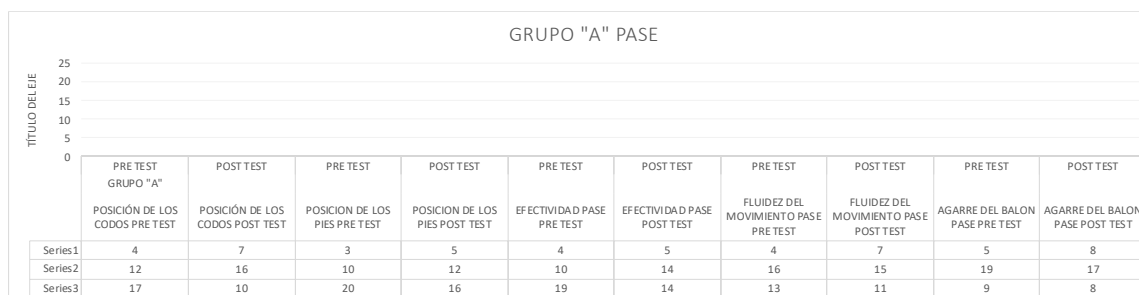 GRUPO "A" PASE
TÍTULO DEL EJE
25
20
15
10
5
0
PRE TEST POST TEST PRE TEST POST TEST PRE TEST POST TEST PRE TEST POST TEST PRE TEST POST TEST
GRUPO "A"
POSICIÓN DE LOS CODOS PRE TEST
POSICIÓN DE LOS CODOS POST TEST
POSICION DE LOS PIES PRE TEST
POSICION DE LOS PIES POST TEST
EFECTIVIDAD PASE PRE TEST
EFECTIVIDAD PASE POST TEST
FLUIDEZ DEL MOVIMIENTO PASE PRE TEST
FLUIDEZ DEL MOVIMIENTO PASE POST TEST
AGARRE DEL BALON PASE PRE TEST
AGARRE DEL BALON PASE POST TEST
Series1 4 7 3 5 4 5 4 7 5 8
Series2 12 16 10 12 10 14 16 15 19 17
Series3 17 10 20 16 19 14 13 11 9 8